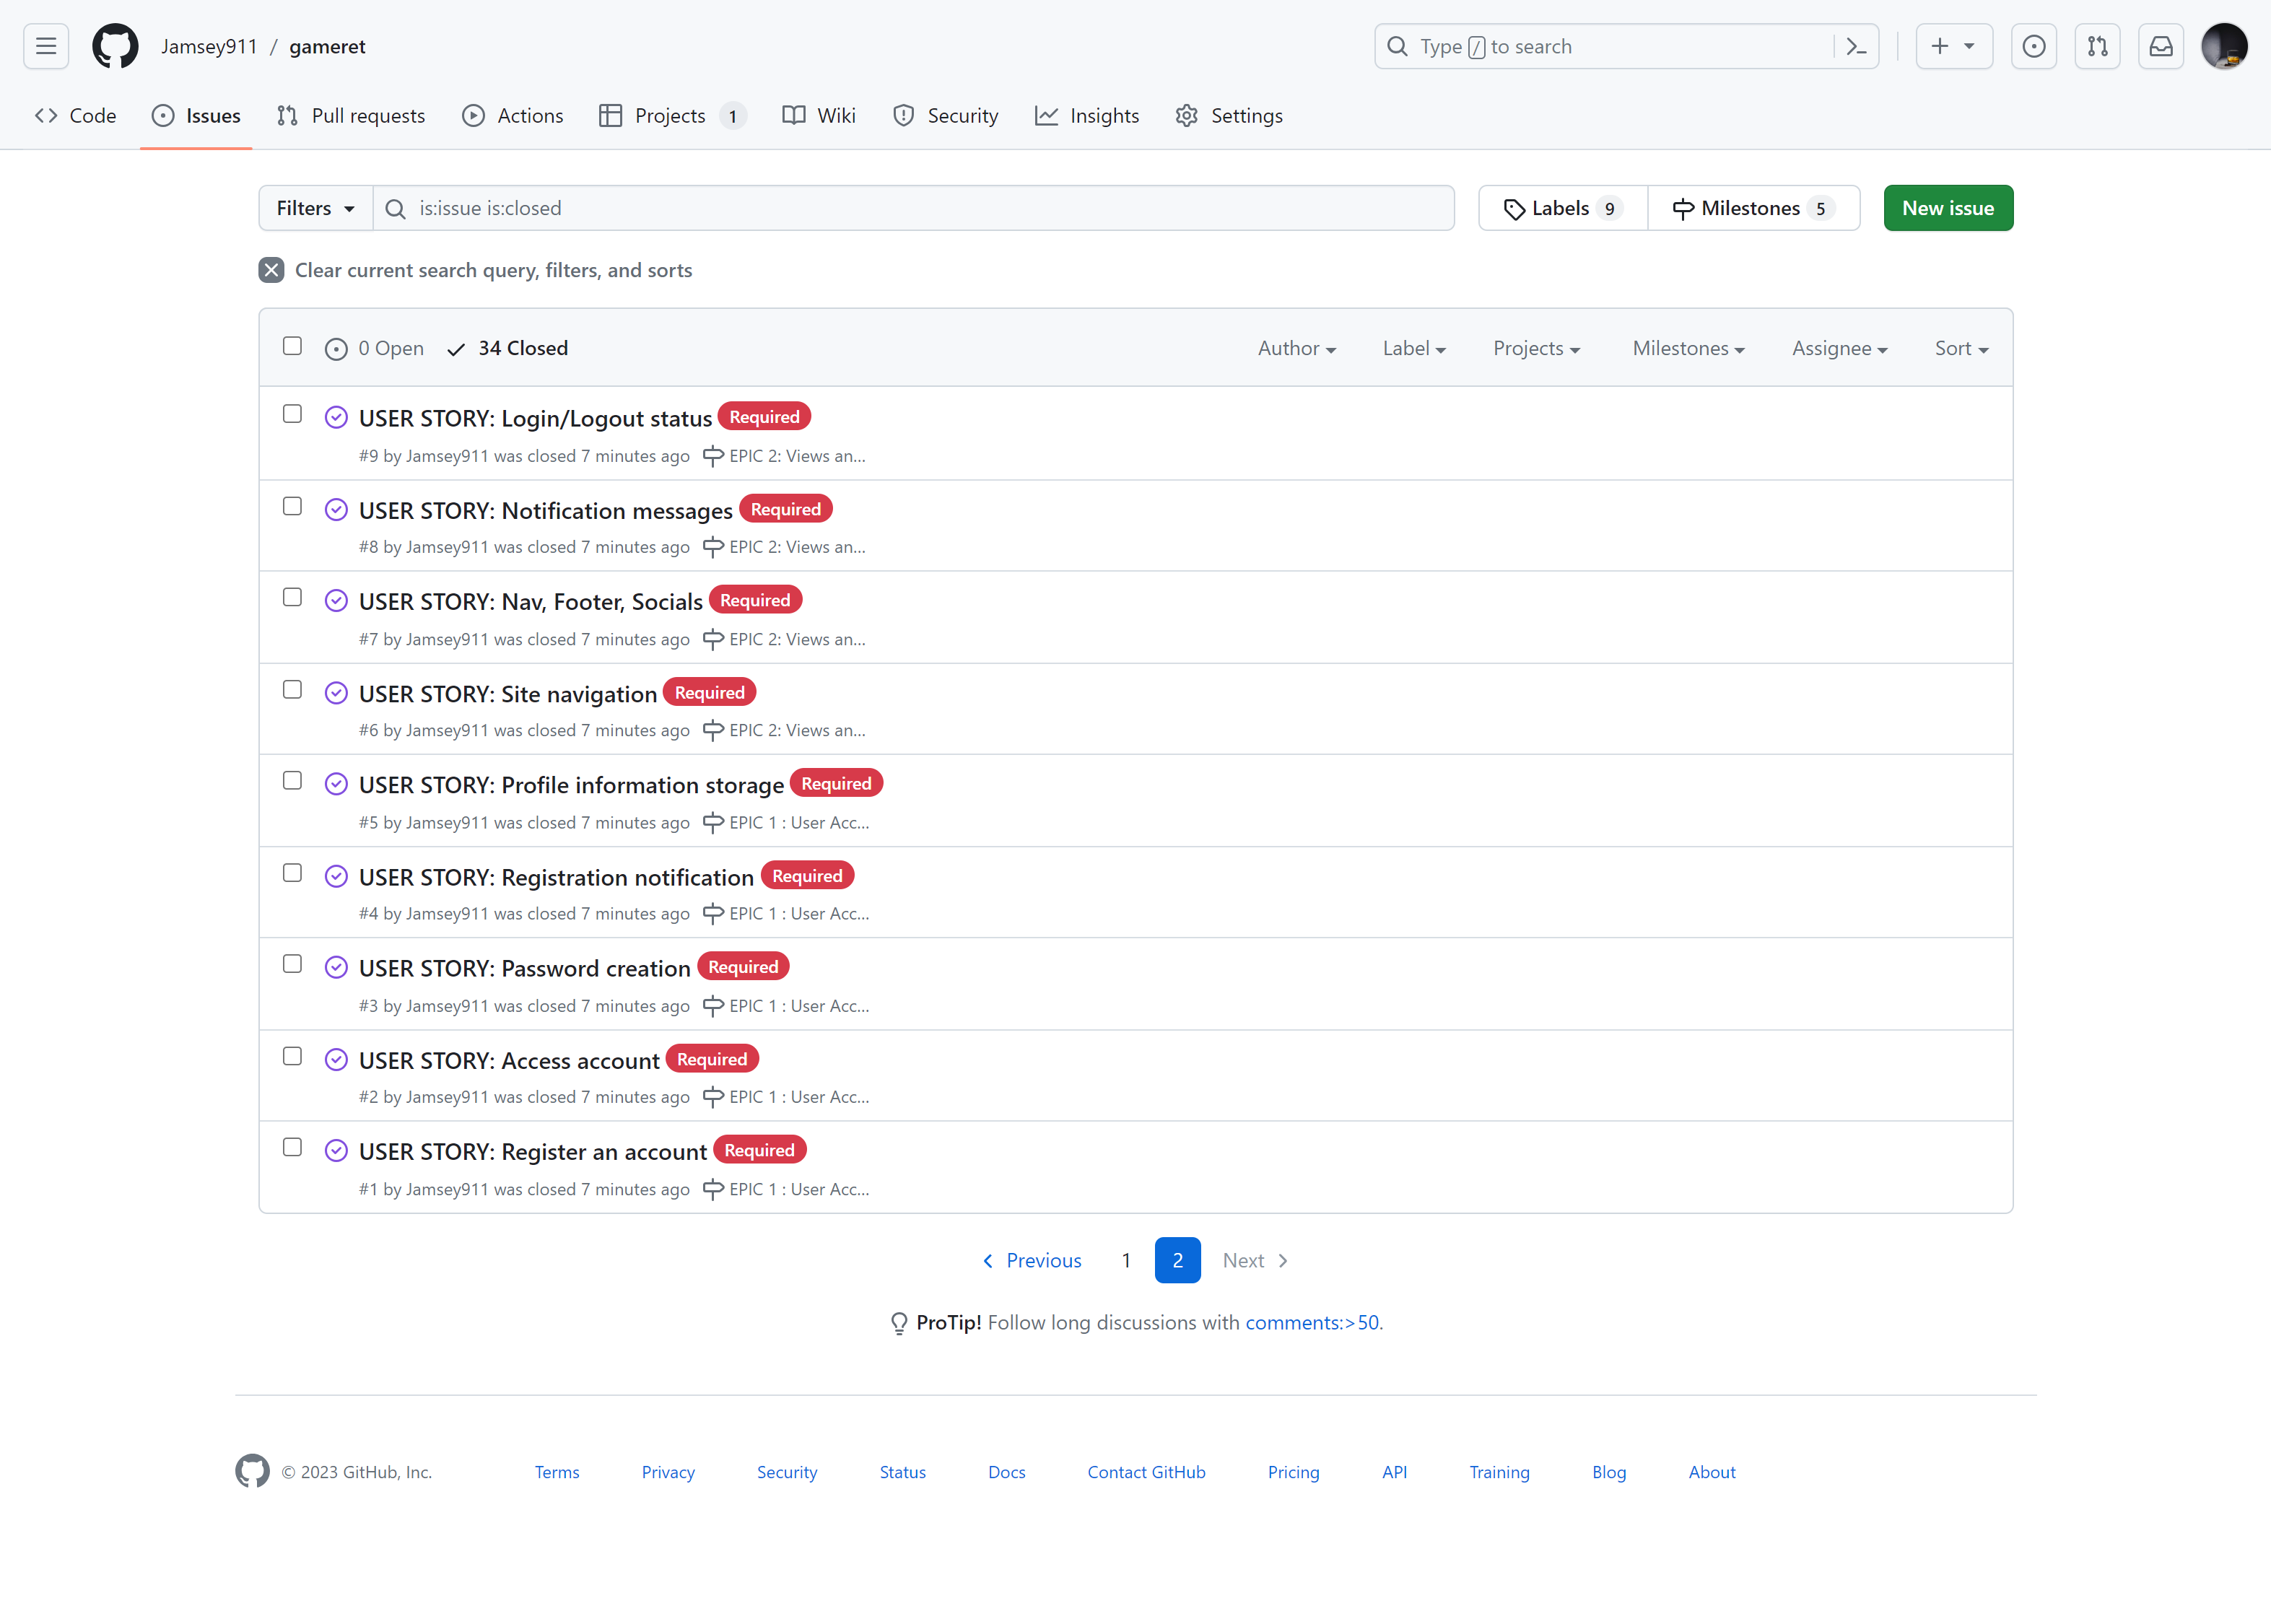 Jamsey911 / gameret
Type / to search
Code Issues Pull requests Actions Projects 1 Wiki Security Insights Settings
Filters is:issue is:closed Labels 9 Milestones 5 New issue
Clear current search query, filters, and sorts
0 Open 34 Closed Author Label Projects Milestones Assignee Sort
USER STORY: Login/Logout status Required
#9 by Jamsey911 was closed 7 minutes ago EPIC 2: Views an...
USER STORY: Notification messages Required
#8 by Jamsey911 was closed 7 minutes ago EPIC 2: Views an...
USER STORY: Nav, Footer, Socials Required
#7 by Jamsey911 was closed 7 minutes ago EPIC 2: Views an...
USER STORY: Site navigation Required
#6 by Jamsey911 was closed 7 minutes ago EPIC 2: Views an...
USER STORY: Profile information storage Required
#5 by Jamsey911 was closed 7 minutes ago EPIC 1 : User Acc...
USER STORY: Registration notification Required
#4 by Jamsey911 was closed 7 minutes ago EPIC 1 : User Acc...
USER STORY: Password creation Required
#3 by Jamsey911 was closed 7 minutes ago EPIC 1 : User Acc...
USER STORY: Access account Required
#2 by Jamsey911 was closed 7 minutes ago EPIC 1 : User Acc...
USER STORY: Register an account Required
#1 by Jamsey911 was closed 7 minutes ago EPIC 1 : User Acc...
Previous 1 2 Next
ProTip! Follow long discussions with comments:>50.
© 2023 GitHub, Inc. Terms Privacy Security Status Docs Contact GitHub Pricing API Training Blog About